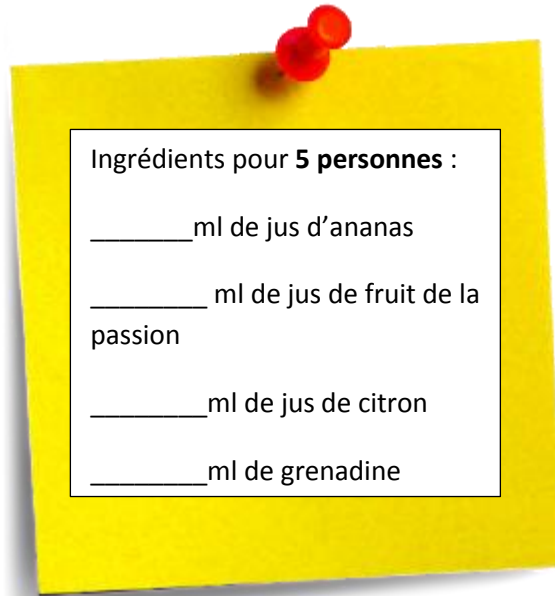 Ingrédients pour 5 personnes :
_______ml de jus d’ananas
________ ml de jus de fruit de la
passion
________ml de jus de citron
________ml de grenadine